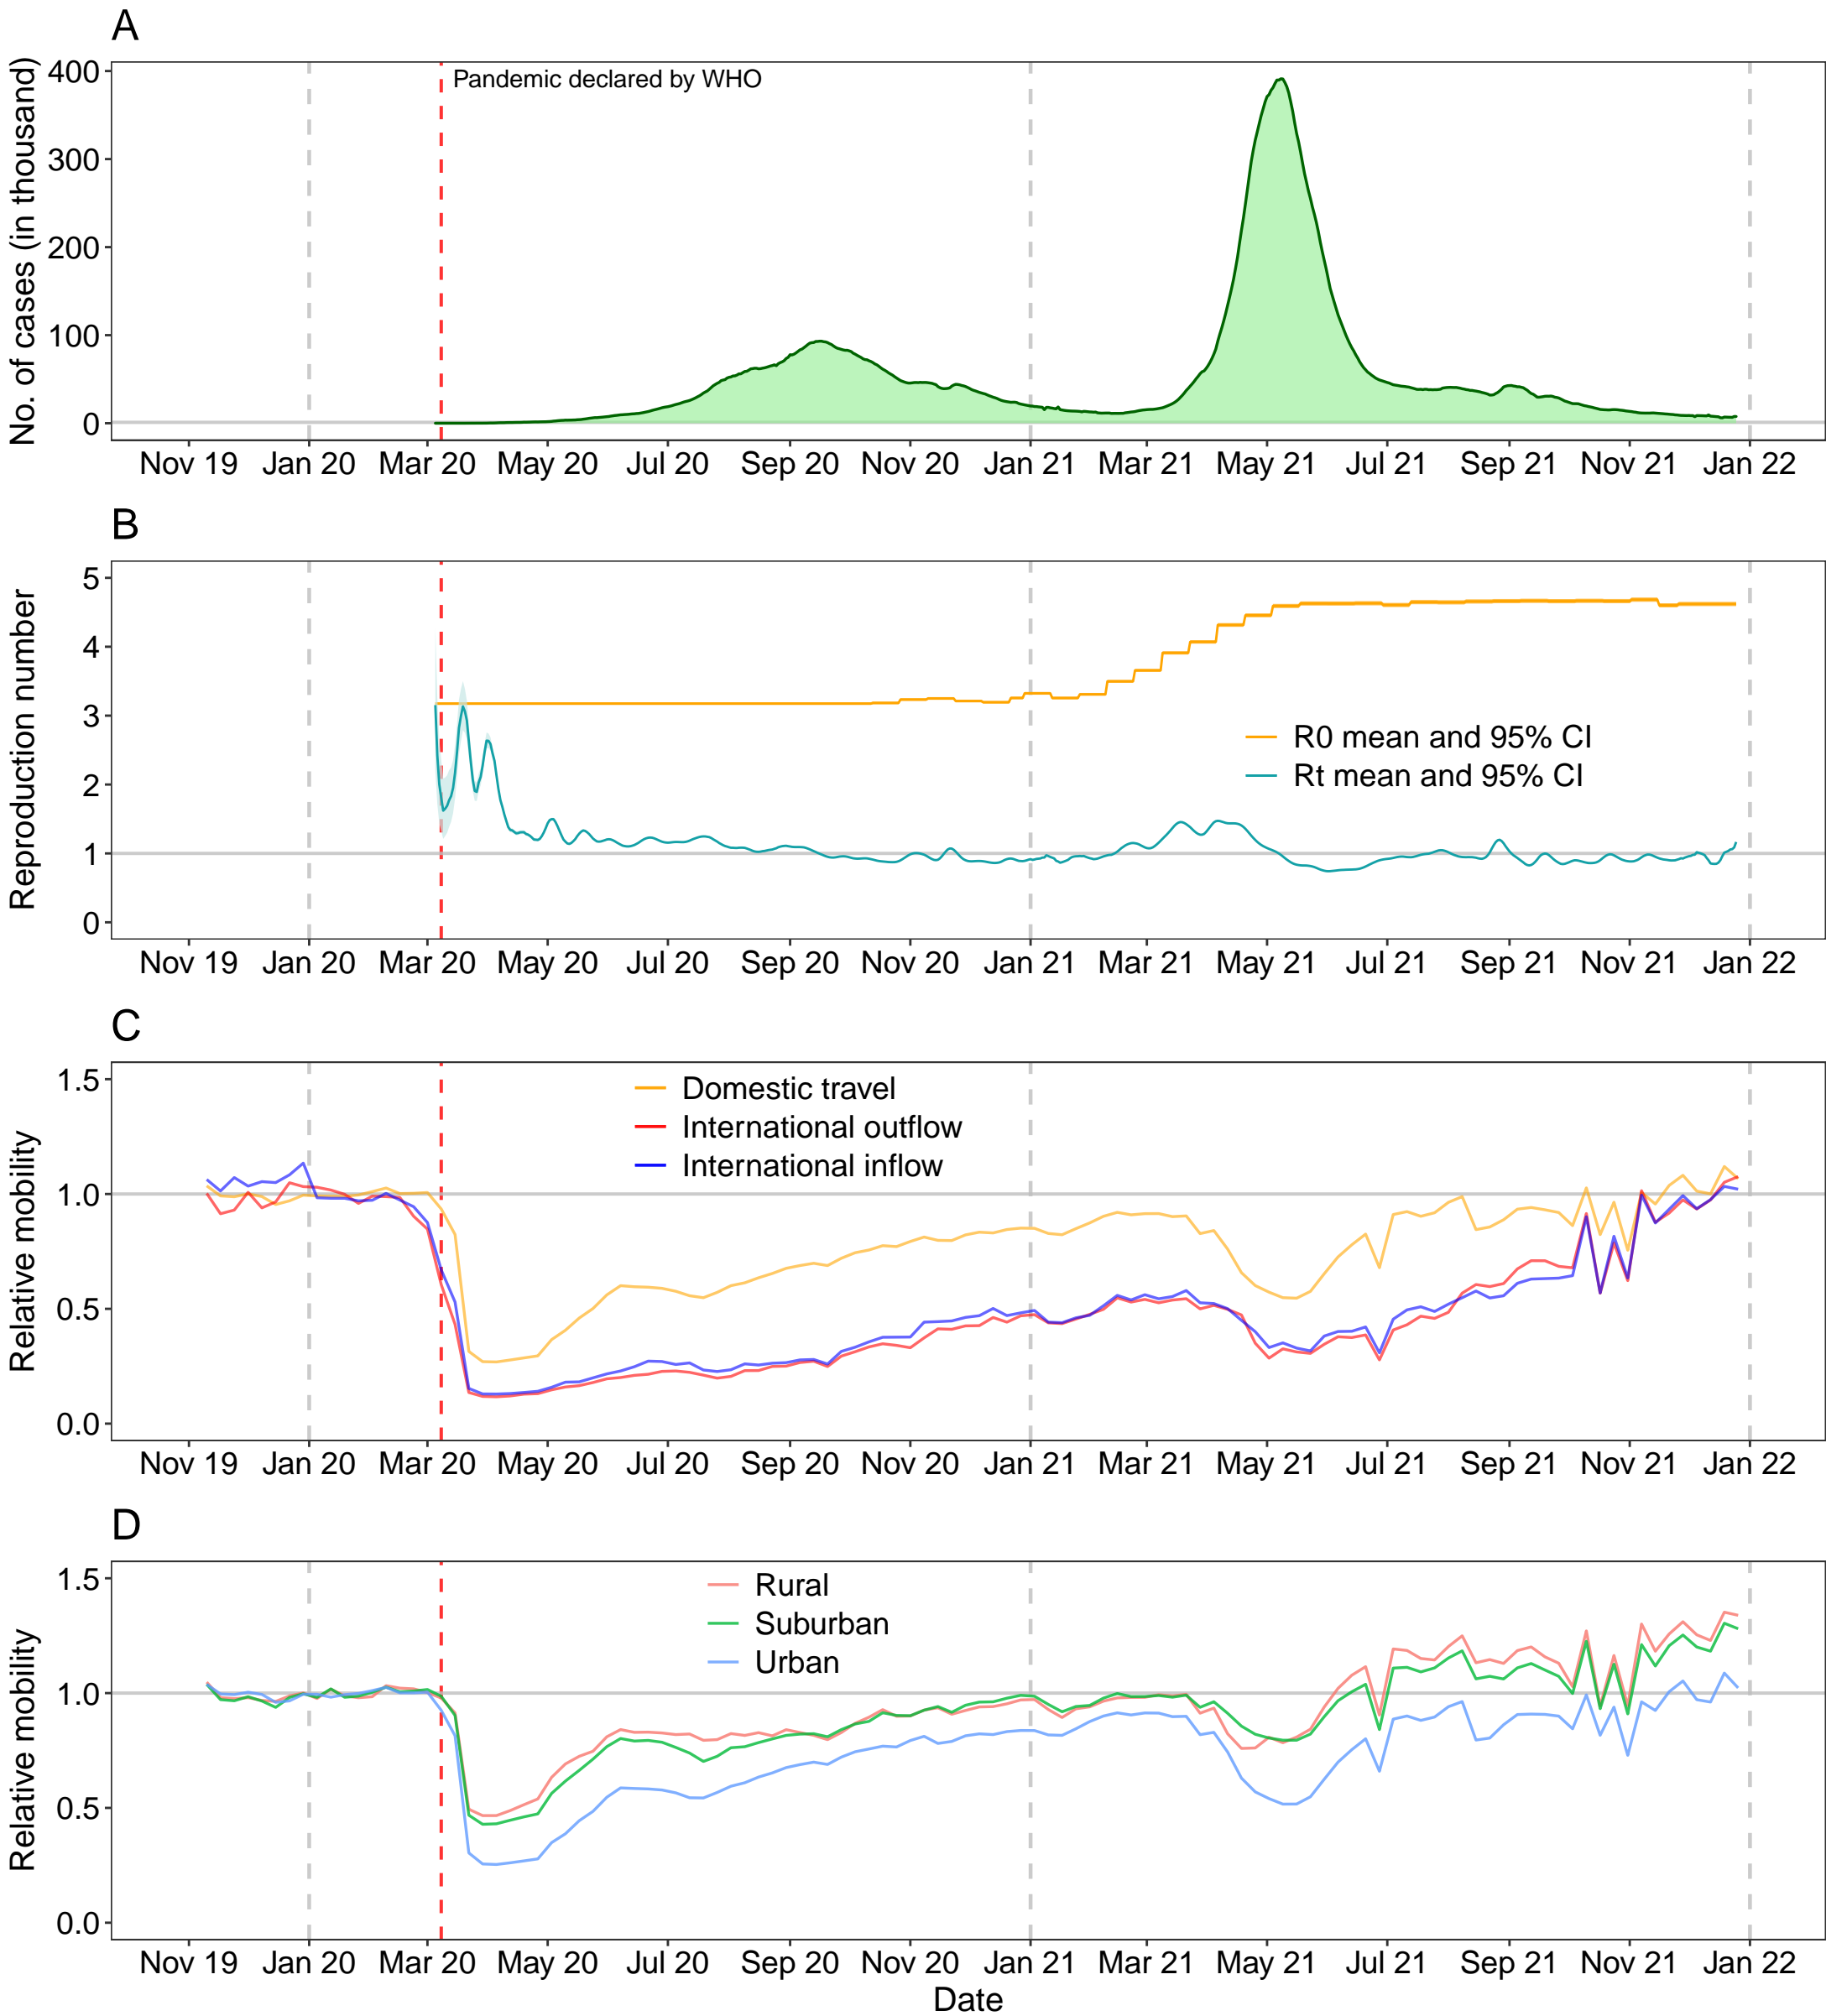 A
No. of cases (in thousand)
400
300
200
100
0
Pandemic declared by WHO
Nov 19 Jan 20 Mar 20 May 20 Jul 20 Sep 20 Nov 20 Jan 21 Mar 21 May 21 Jul 21 Sep 21 Nov 21 Jan 22
B
Reproduction number
5
4
3
2
1
0
R0 mean and 95% CI
Rt mean and 95% CI
Nov 19 Jan 20 Mar 20 May 20 Jul 20 Sep 20 Nov 20 Jan 21 Mar 21 May 21 Jul 21 Sep 21 Nov 21 Jan 22
C
Relative mobility
1.5
1.0
0.5
0.0
Domestic travel
International outflow
International inflow
Nov 19 Jan 20 Mar 20 May 20 Jul 20 Sep 20 Nov 20 Jan 21 Mar 21 May 21 Jul 21 Sep 21 Nov 21 Jan 22
D
Relative mobility
1.5
1.0
0.5
0.0
Rural
Suburban
Urban
Nov 19 Jan 20 Mar 20 May 20 Jul 20 Sep 20 Nov 20 Jan 21 Mar 21 May 21 Jul 21 Sep 21 Nov 21 Jan 22
Date